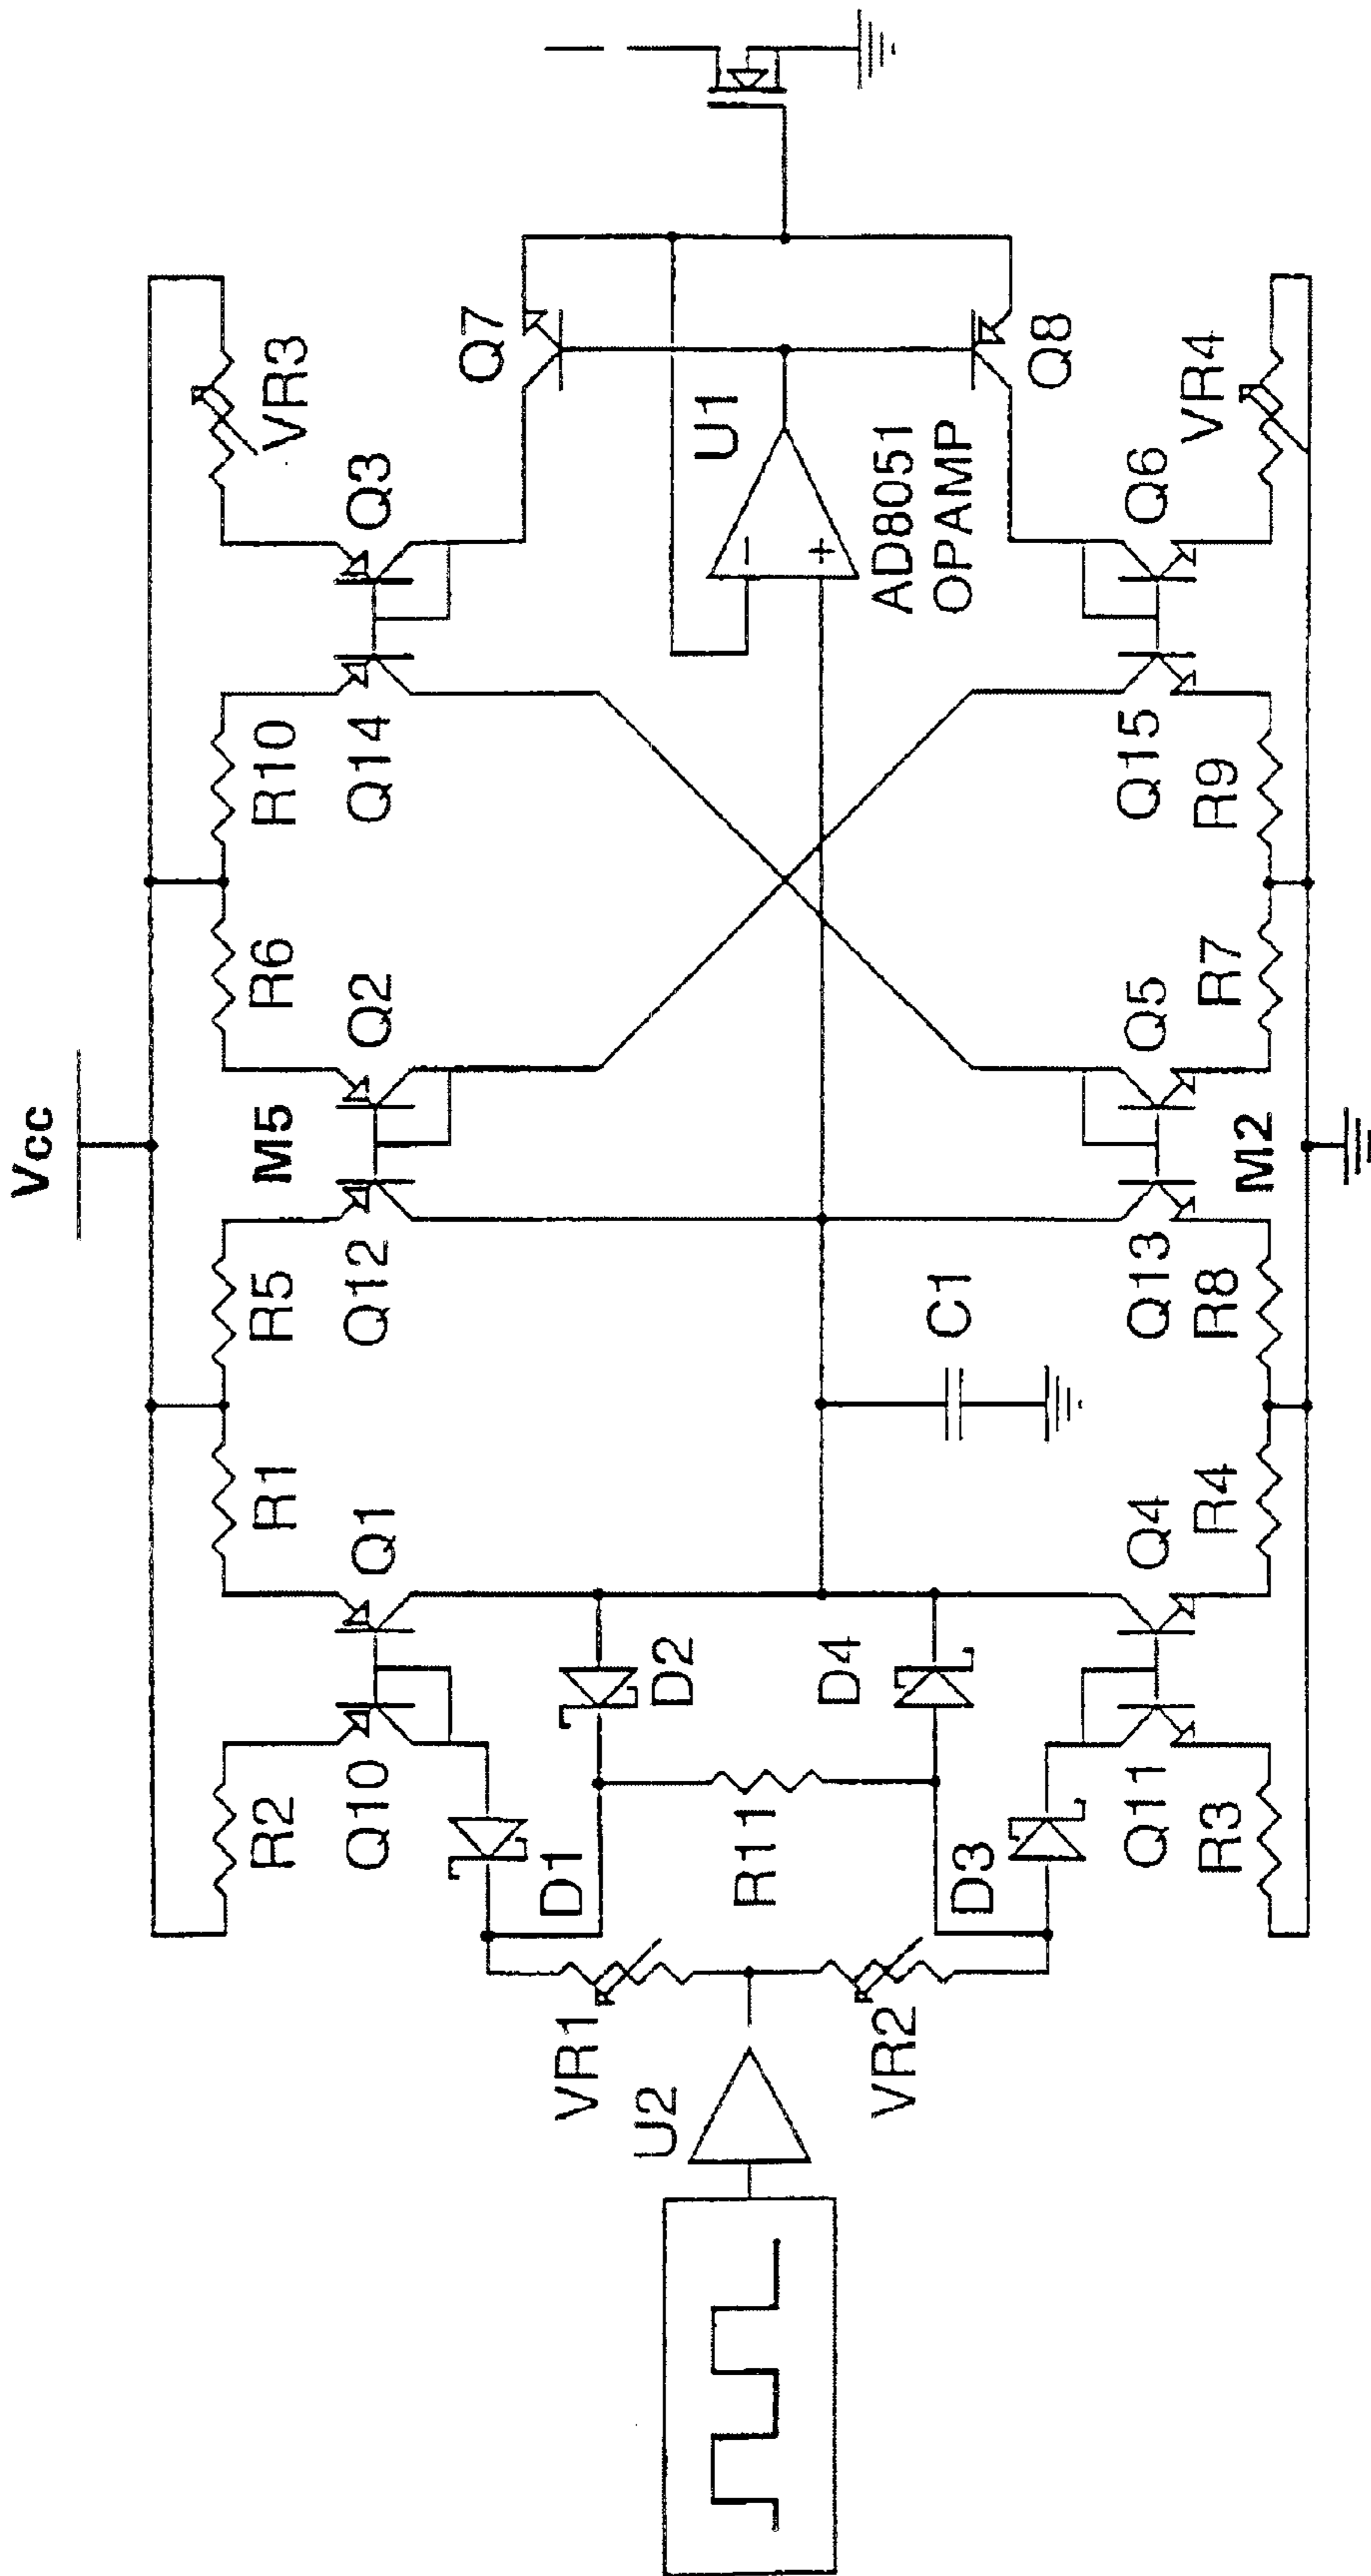 Vcc
R2
R1
R5
R6
R10
VR3
Q10
Q1
Q12
M5
Q2
Q14
Q3
Q7
D1
D2
VR1
U2
R11
C1
U1
-
+
AD8051
OPAMP
VR2
D3
D4
Q11
Q4
Q13
M2
Q5
Q15
Q6
Q8
R3
R4
R8
R7
R9
VR4